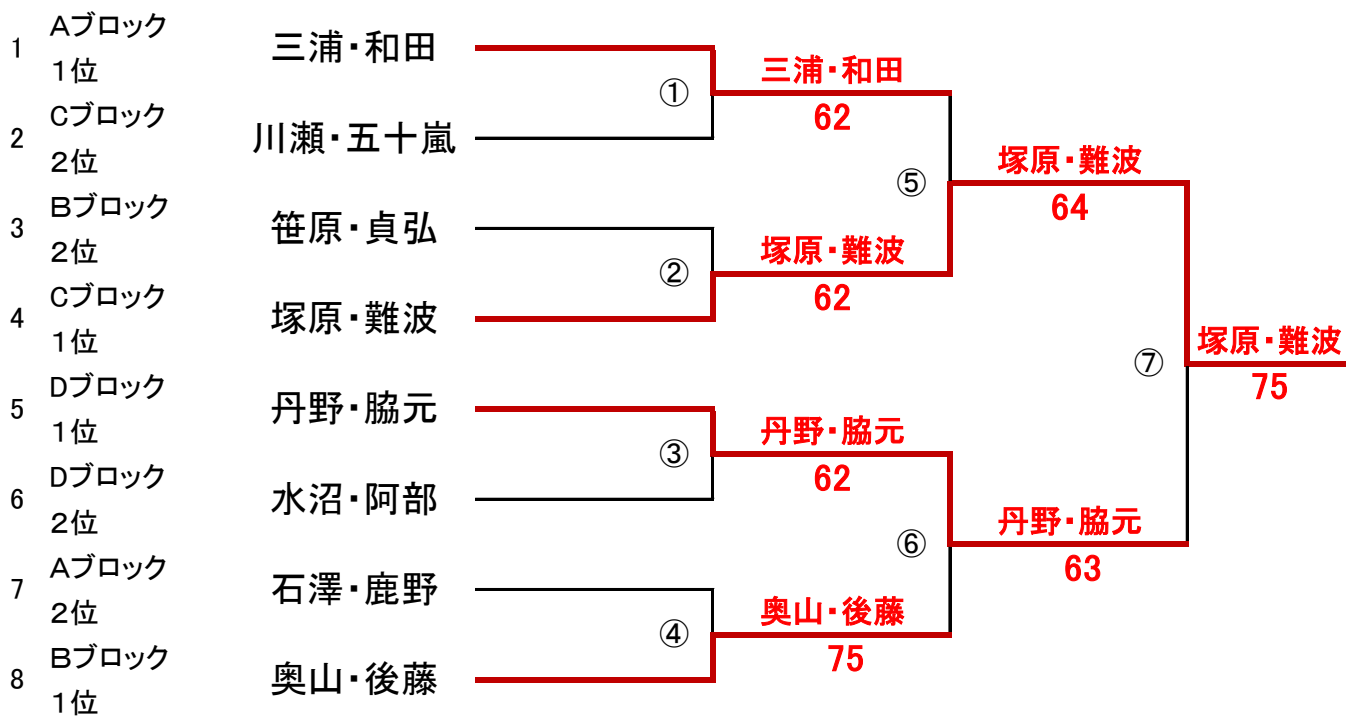 1
Aブロック
1位
三浦・和田
2
Cブロック
2位
川瀬・五十嵐
3
Bブロック
2位
笹原・貞弘
4
Cブロック
1位
塚原・難波
5
Dブロック
1位
丹野・脇元
6
Dブロック
2位
水沼・阿部
7
Aブロック
2位
石澤・鹿野
8
Bブロック
1位
奥山・後藤
①
三浦・和田
62
②
塚原・難波
62
③
丹野・脇元
62
④
奥山・後藤
75
⑤
塚原・難波
64
⑥
丹野・脇元
63
⑦
塚原・難波
75